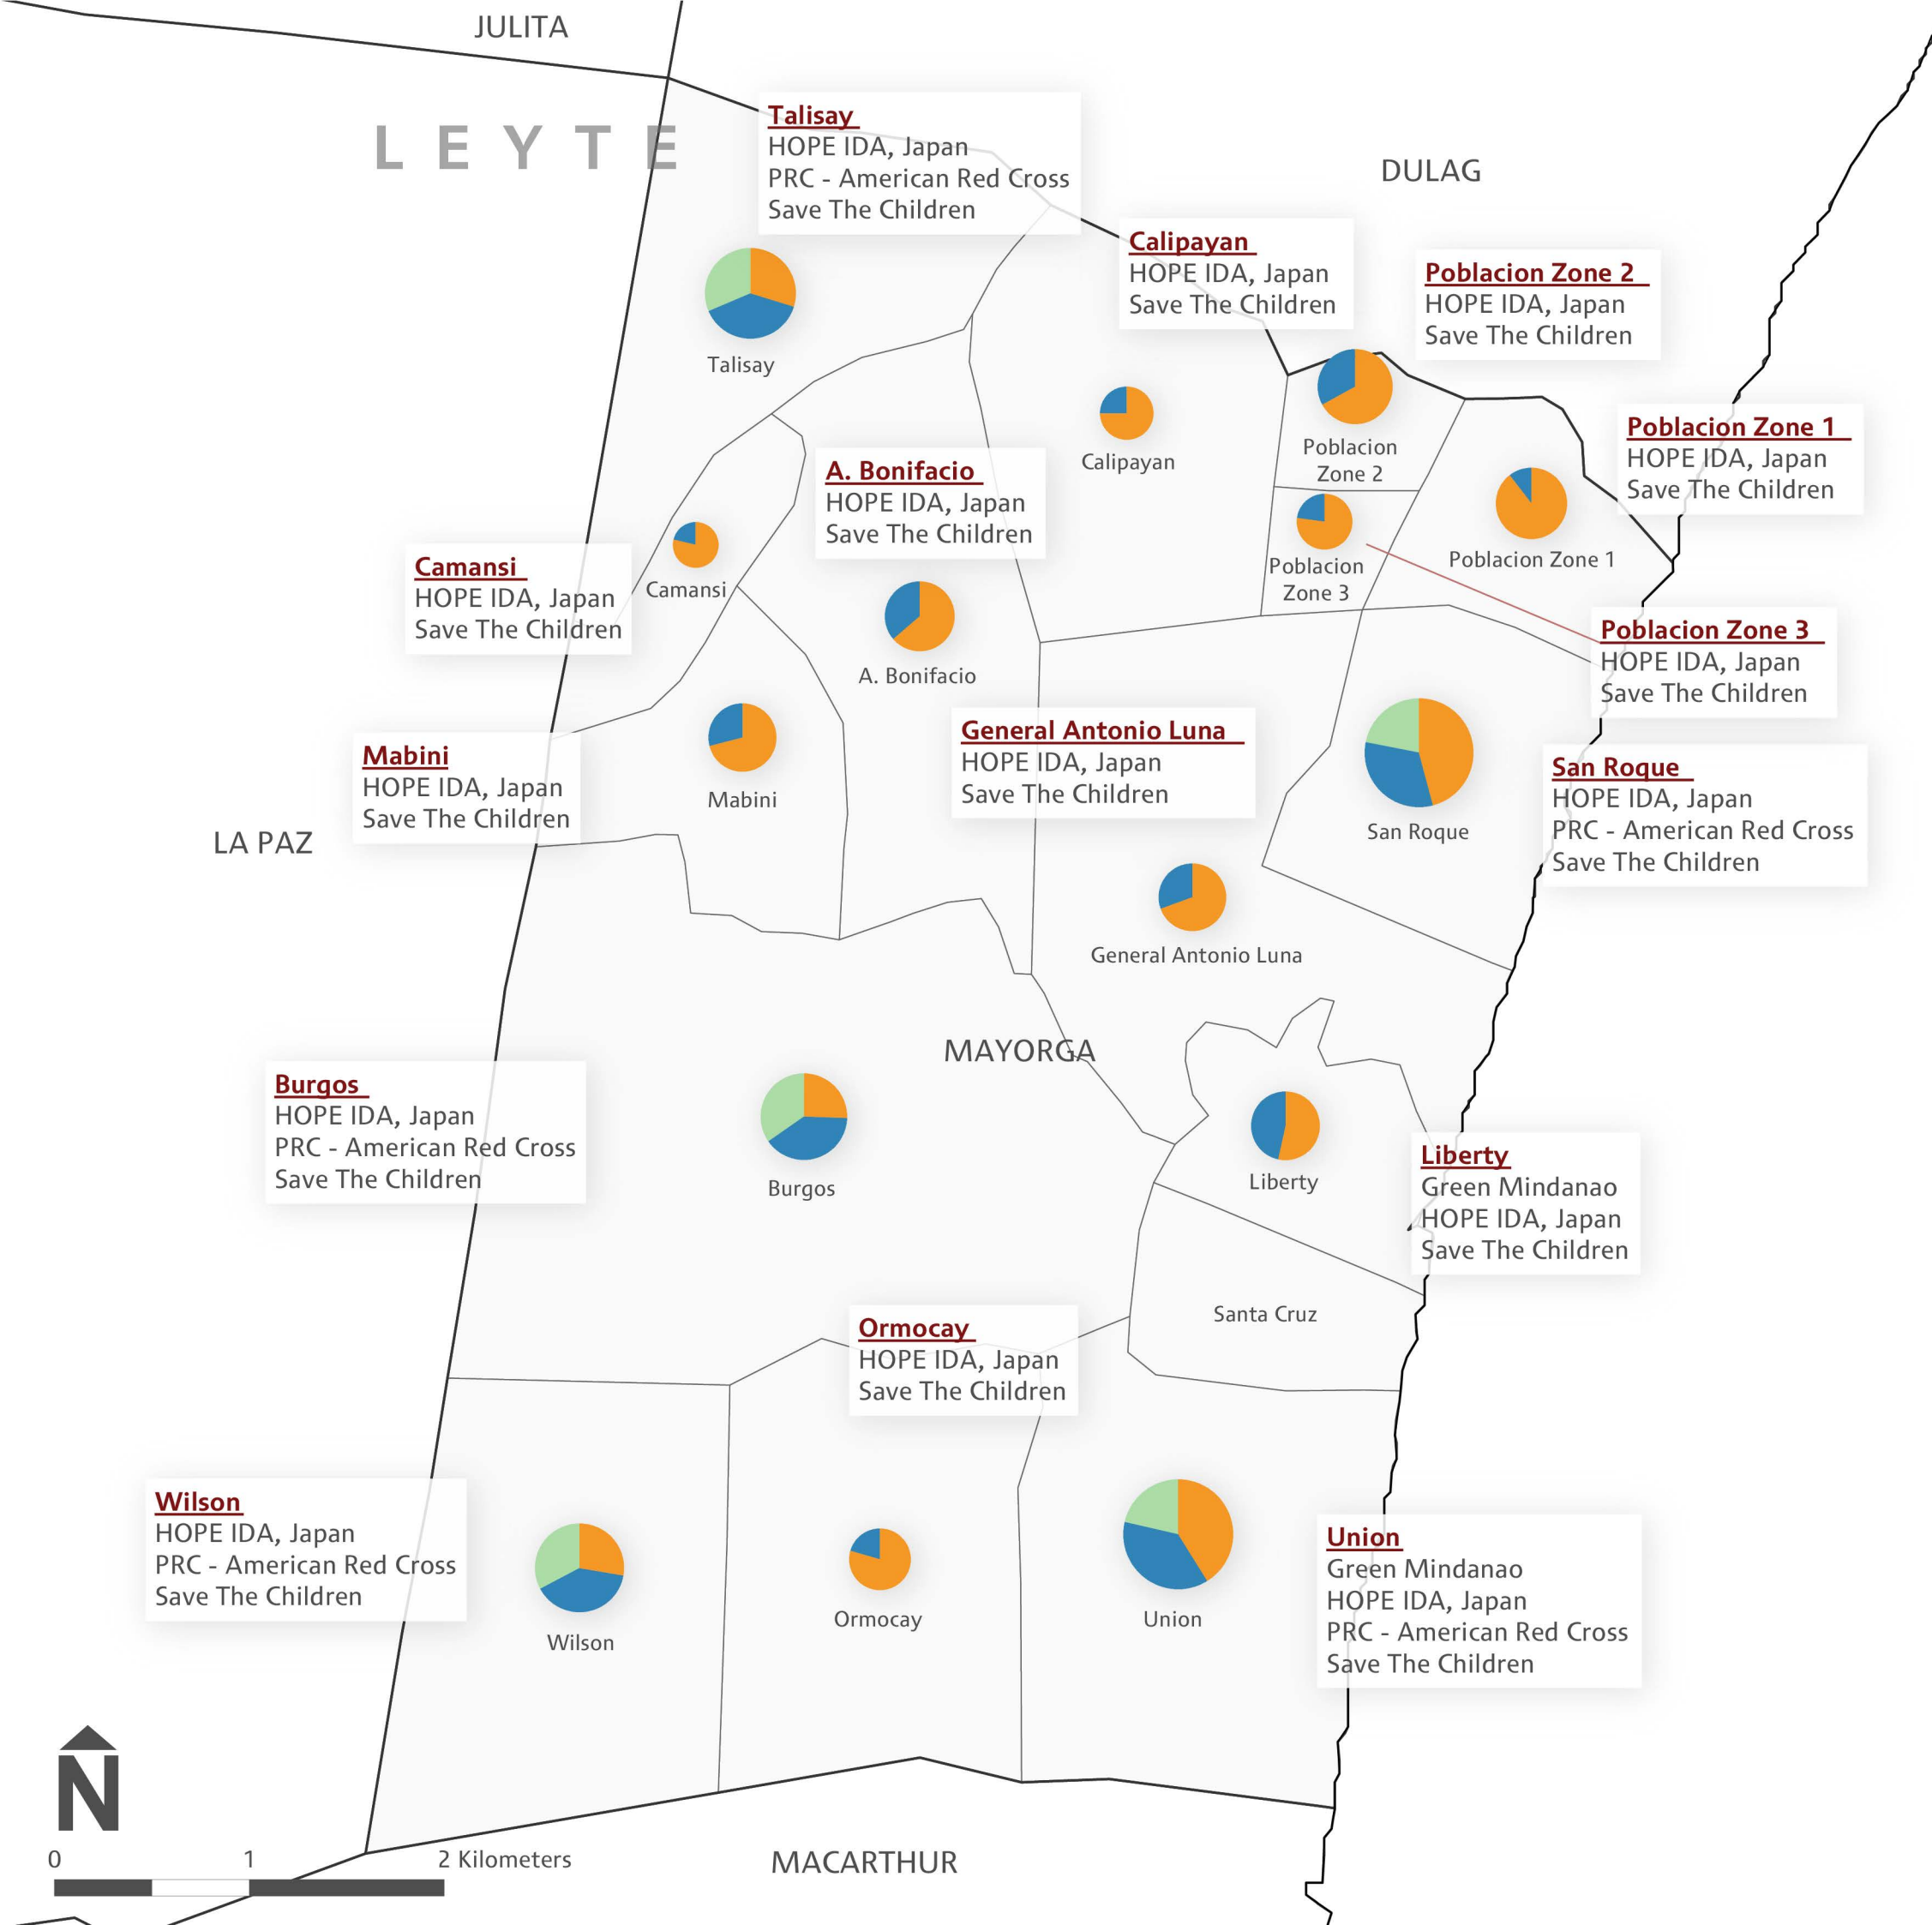 JULITA
LEYTE
Talisay
HOPE IDA, Japan
PRC - American Red Cross
Save The Children
DULAG
Calipayan
HOPE IDA, Japan
Save The Children
Poblacion Zone 2
HOPE IDA, Japan
Save The Children
Talisay
Poblacion Zone 1
HOPE IDA, Japan
Save The Children
Calipayan
Poblacion
Zone 2
A. Bonifacio
HOPE IDA, Japan
Save The Children
Poblacion Zone 1
Poblacion
Zone 3
Camansi
HOPE IDA, Japan
Save The Children
Camansi
Poblacion Zone 3
HOPE IDA, Japan
Save The Children
A. Bonifacio
General Antonio Luna
HOPE IDA, Japan
Save The Children
Mabini
HOPE IDA, Japan
Save The Children
Mabini
San Roque
HOPE IDA, Japan
PRC - American Red Cross
Save The Children
San Roque
LA PAZ
General Antonio Luna
MAYORGA
Burgos
HOPE IDA, Japan
PRC - American Red Cross
Save The Children
Burgos
Liberty
Liberty
Green Mindanao
HOPE IDA, Japan
Save The Children
Santa Cruz
Ormocay
HOPE IDA, Japan
Save The Children
Wilson
HOPE IDA, Japan
PRC - American Red Cross
Save The Children
Wilson
Ormocay
Union
Union
Green Mindanao
HOPE IDA, Japan
PRC - American Red Cross
Save The Children
N
0 1 2 Kilometers
MACARTHUR